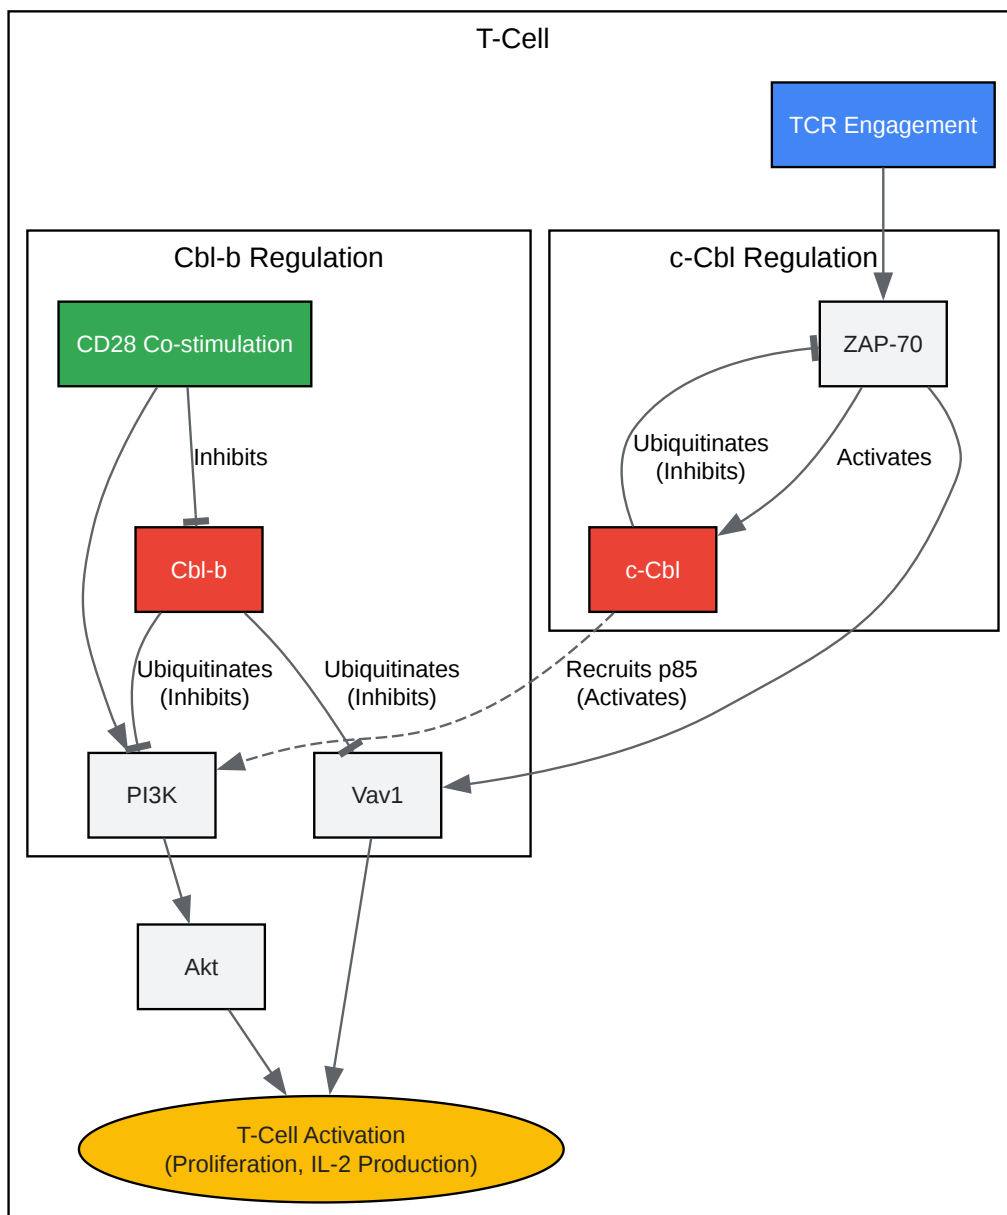 T-Cell
TCR Engagement
Cbl-b Regulation
c-Cbl Regulation
CD28 Co-stimulation
ZAP-70
Inhibits
Ubiquitinates
(Inhibits)
Activates
Cbl-b
c-Cbl
Ubiquitinates
(Inhibits)
Ubiquitinates
(Inhibits)
Recruits p85
(Activates)
PI3K
Vav1
Akt
T-Cell Activation
(Proliferation, IL-2 Production)